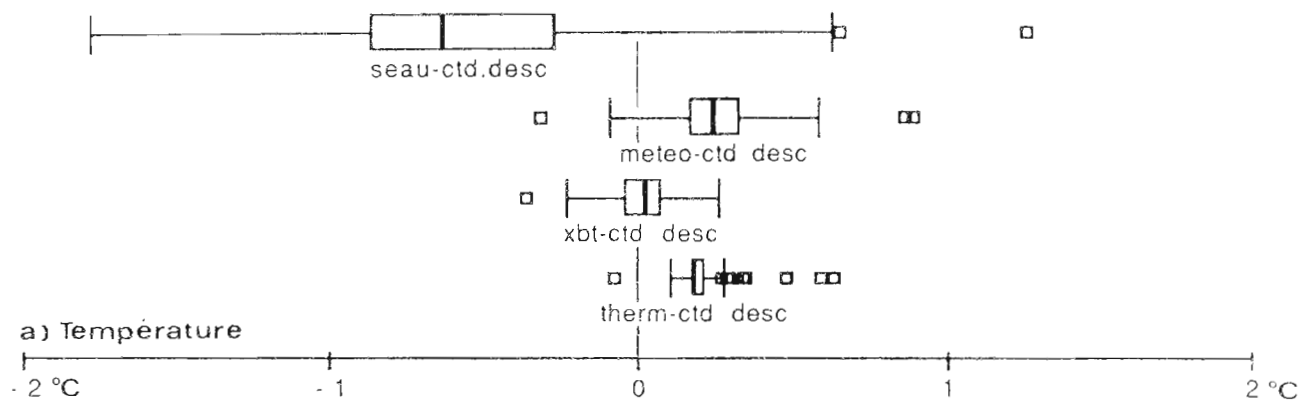 seau-ctd.desc
meteo-ctd desc
xbt-ctd desc
therm-ctd desc
a) Température
- 2 °C - 1 0 1 2 °C